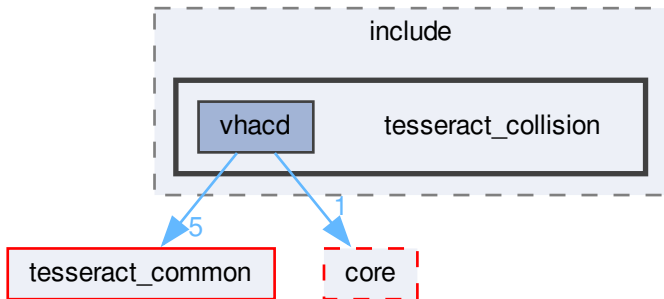 include
vhacd
tesseract_collision
5
1
tesseract_common
core